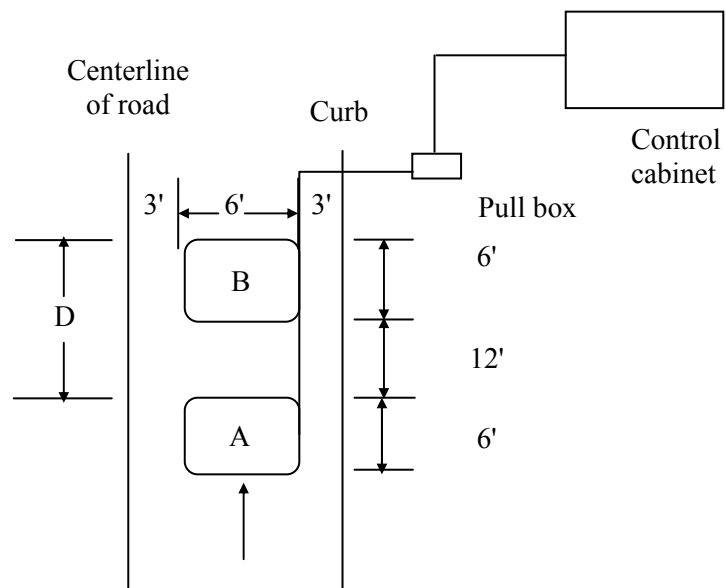 Centerline
of road
Curb
Control
cabinet
3' 6' 3'
Pull box
B
6'
D
12'
A
6'